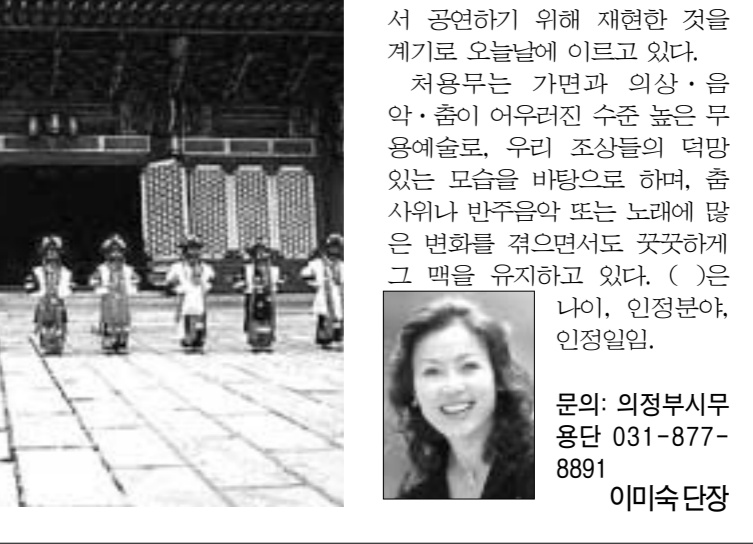 서 공연하기 위해 재현한 것을
계기로 오늘날에 이르고 있다.
처용무는 가면과 의상·음
악·춤이 어우러진 수준 높은 무
용예술로, 우리 조상들의 덕망
있는 모습을 바탕으로 하며, 춤
사위나 반주음악 또는 노래에 많
은 변화를 겪으면서도 꿋꿋하게
그 맥을 유지하고 있다. ( )은
나이, 인정분야,
인정일임.
문의: 의정부시무
용단 031-877-
8891
이미숙 단장